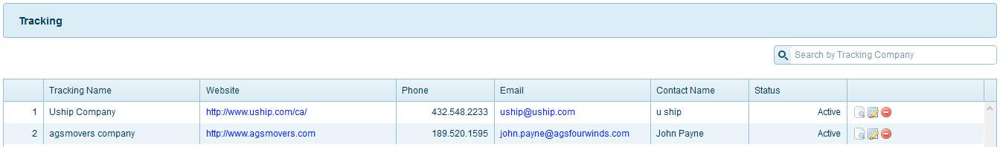 Tracking
Search by Tracking Company
Tracking Name Website Phone Email Contact Name Status
1 Uship Company http://www.uship.com/ca/ 432.548.2233 uship@uship.com u ship Active
2 agsmovers company http://www.agsmovers.com 189.520.1595 john.payne@agsfourwinds.com John Payne Active